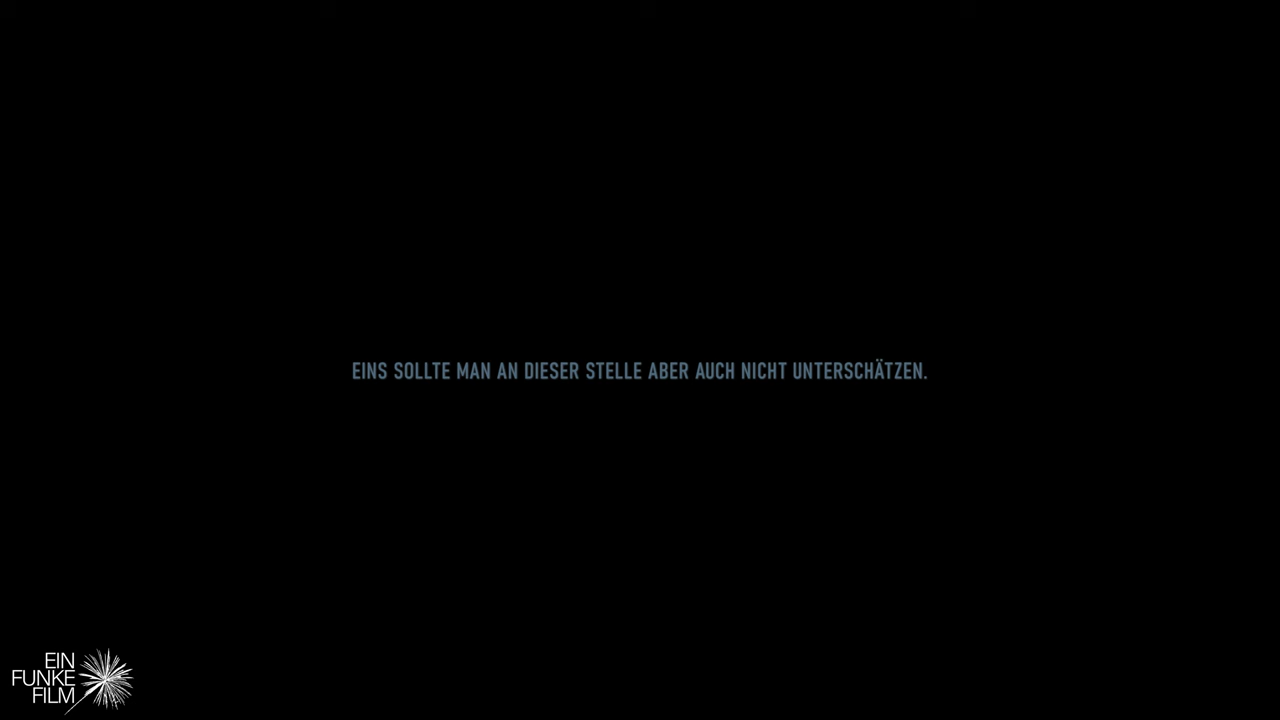 EINS SOLLTE MAN AN DIESER STELLE ABER AUCH NICHT UNTERSCHÄTZEN.
EIN
FUNKE
FILM